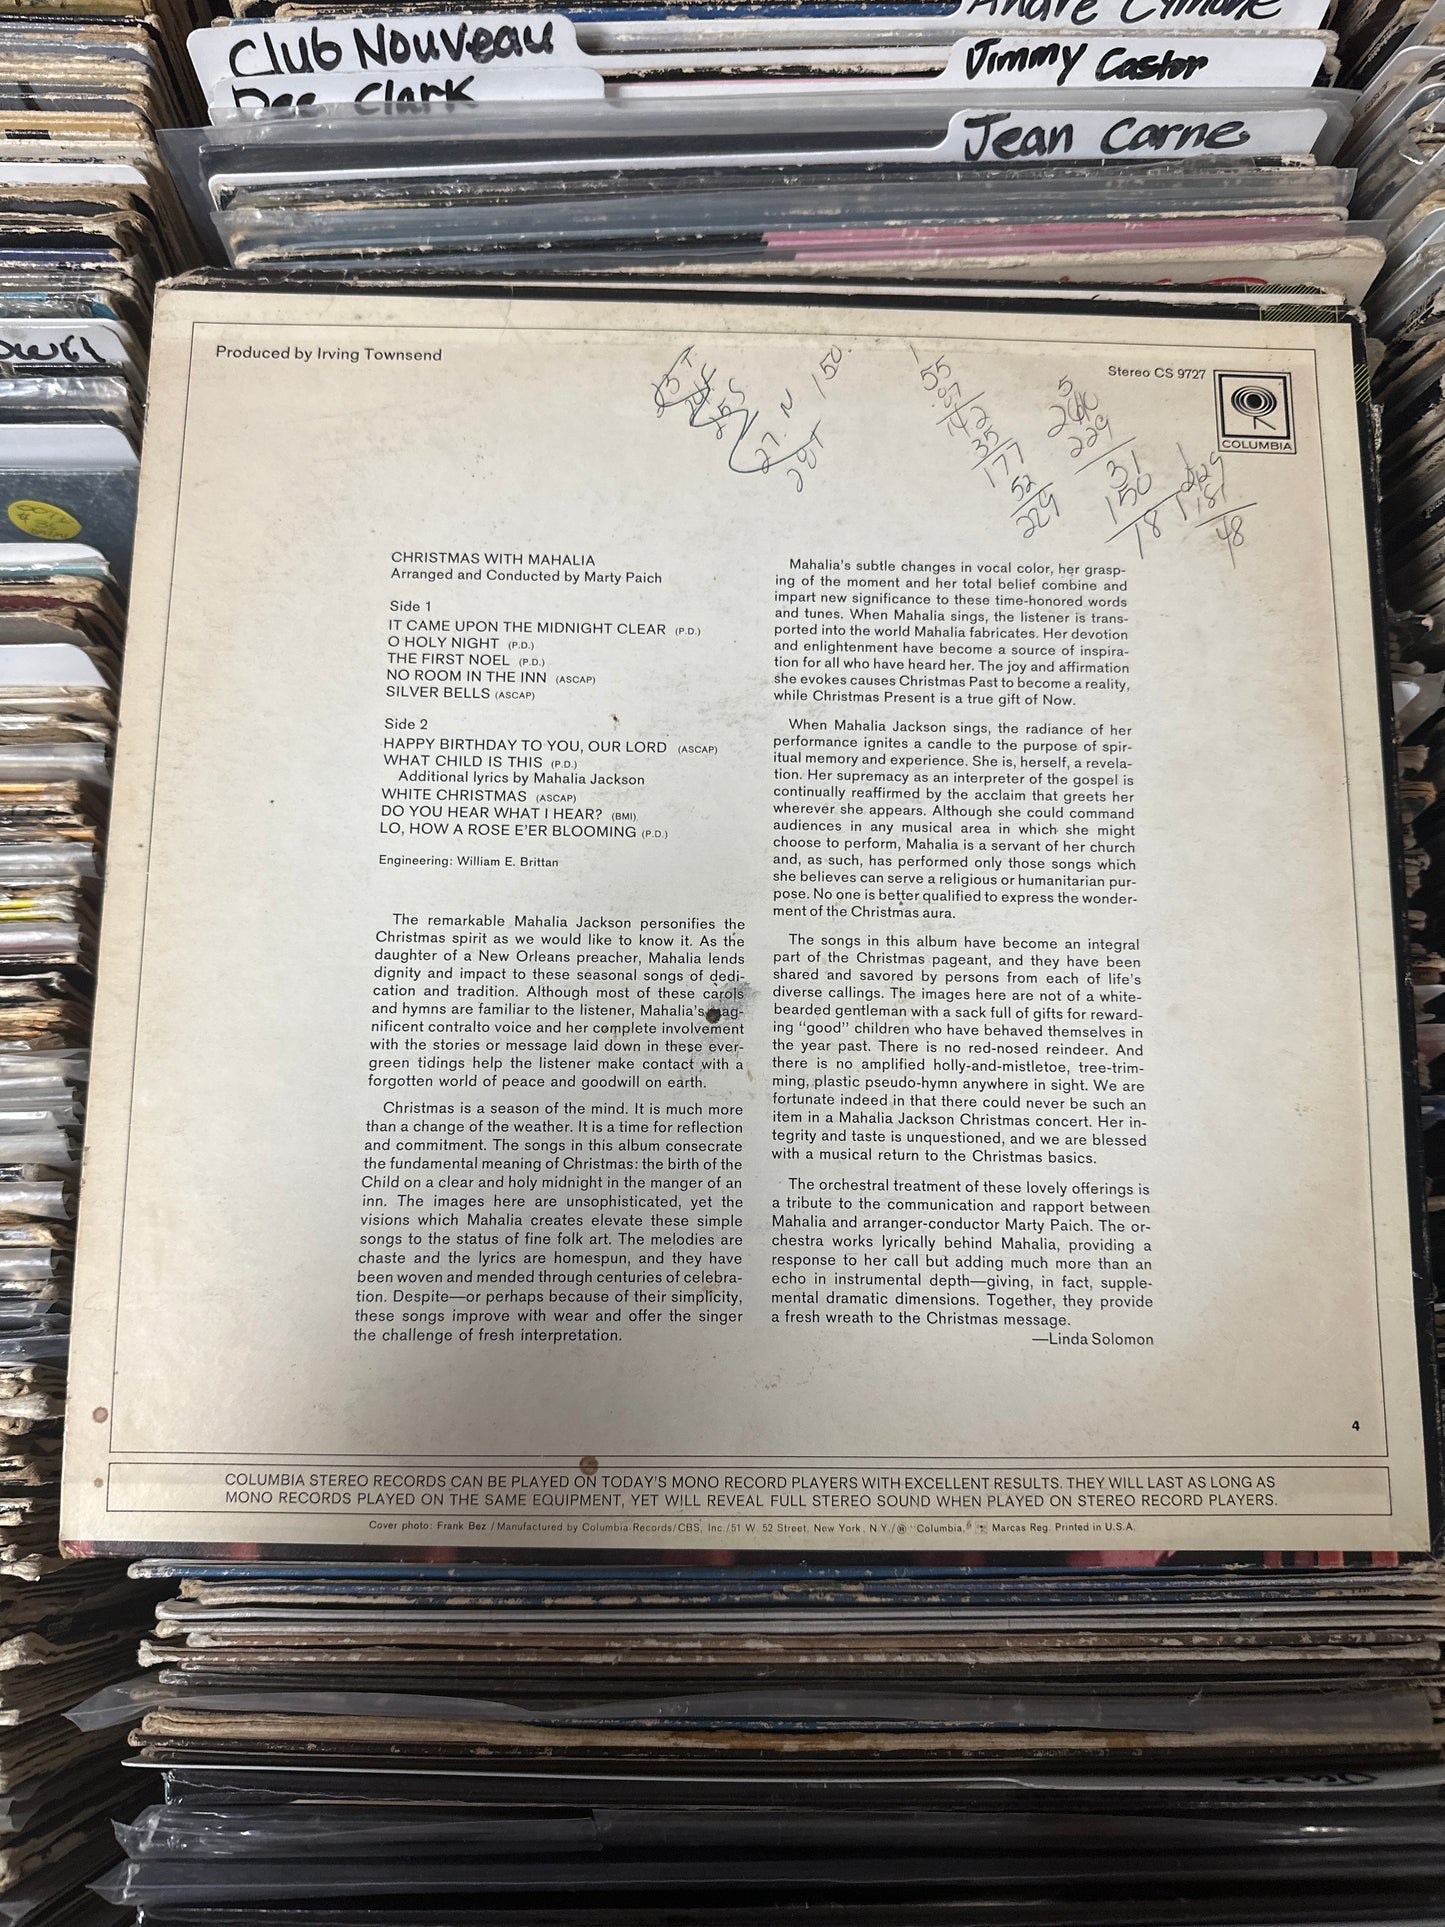 Club Nouveau
Dee Clark
Jimmy Castor
Jean Carne
Produced by Irving Townsend
Stereo CS 9727
COLUMBIA
27. N 150.
28T
55
87
142
35
177
52
229
229
31
150
181
229
181
48
CHRISTMAS WITH MAHALIA
Arranged and Conducted by Marty Paich
Side 1
IT CAME UPON THE MIDNIGHT CLEAR (P.D.)
O HOLY NIGHT (P.D.)
THE FIRST NOEL (P.D.)
NO ROOM IN THE INN (ASCAP)
SILVER BELLS (ASCAP)
Side 2
HAPPY BIRTHDAY TO YOU, OUR LORD (ASCAP)
WHAT CHILD IS THIS (P.D.)
Additional lyrics by Mahalia Jackson
WHITE CHRISTMAS (ASCAP)
DO YOU HEAR WHAT I HEAR? (BMI)
LO, HOW A ROSE E'ER BLOOMING (P.D.)
Engineering: William E. Brittan
The remarkable Mahalia Jackson personifies the
Christmas spirit as we would like to know it. As the
daughter of a New Orleans preacher, Mahalia lends
dignity and impact to these seasonal songs of dedi-
cation and tradition. Although most of these carols
and hymns are familiar to the listener, Mahalia's mag-
nificent contralto voice and her complete involvement
with the stories or message laid down in these ever-
green tidings help the listener make contact with a
forgotten world of peace and goodwill on earth.
Christmas is a season of the mind. It is much more
than a change of the weather. It is a time for reflection
and commitment. The songs in this album consecrate
the fundamental meaning of Christmas: the birth of the
Child on a clear and holy midnight in the manger of an
inn. The images here are unsophisticated, yet the
visions which Mahalia creates elevate these simple
songs to the status of fine folk art. The melodies are
chaste and the lyrics are homespun, and they have
been woven and mended through centuries of celebra-
tion. Despite—or perhaps because of their simplicity,
these songs improve with wear and offer the singer
the challenge of fresh interpretation.
Mahalia's subtle changes in vocal color, her grasp-
ing of the moment and her total belief combine and
impart new significance to these time-honored words
and tunes. When Mahalia sings, the listener is trans-
ported into the world Mahalia fabricates. Her devotion
and enlightenment have become a source of inspira-
tion for all who have heard her. The joy and affirmation
she evokes causes Christmas Past to become a reality,
while Christmas Present is a true gift of Now.
When Mahalia Jackson sings, the radiance of her
performance ignites a candle to the purpose of spir-
itual memory and experience. She is, herself, a revela-
tion. Her supremacy as an interpreter of the gospel is
continually reaffirmed by the acclaim that greets her
wherever she appears. Although she could command
audiences in any musical area in which she might
choose to perform, Mahalia is a servant of her church
and, as such, has performed only those songs which
she believes can serve a religious or humanitarian pur-
pose. No one is better qualified to express the wonder-
ment of the Christmas aura.
The songs in this album have become an integral
part of the Christmas pageant, and they have been
shared and savored by persons from each of life's
diverse callings. The images here are not of a white-
bearded gentleman with a sack full of gifts for reward-
ing "good" children who have behaved themselves in
the year past. There is no red-nosed reindeer. And
there is no amplified holly-and-mistletoe, tree-trim-
ming, plastic pseudo-hymn anywhere in sight. We are
fortunate indeed in that there could never be such an
item in a Mahalia Jackson Christmas concert. Her in-
tegrity and taste is unquestioned, and we are blessed
with a musical return to the Christmas basics.
The orchestral treatment of these lovely offerings is
a tribute to the communication and rapport between
Mahalia and arranger-conductor Marty Paich. The or-
chestra works lyrically behind Mahalia, providing a
response to her call but adding much more than an
echo in instrumental depth—giving, in fact, supple-
mental dramatic dimensions. Together, they provide
a fresh wreath to the Christmas message.
—Linda Solomon
4
COLUMBIA STEREO RECORDS CAN BE PLAYED ON TODAY'S MONO RECORD PLAYERS WITH EXCELLENT RESULTS. THEY WILL LAST AS LONG AS
MONO RECORDS PLAYED ON THE SAME EQUIPMENT, YET WILL REVEAL FULL STEREO SOUND WHEN PLAYED ON STEREO RECORD PLAYERS.
Cover photo: Frank Bez / Manufactured by Columbia Records/CBS, Inc./51 W. 52 Street, New York, N.Y./® "Columbia," Marcas Reg. Printed in U.S.A.